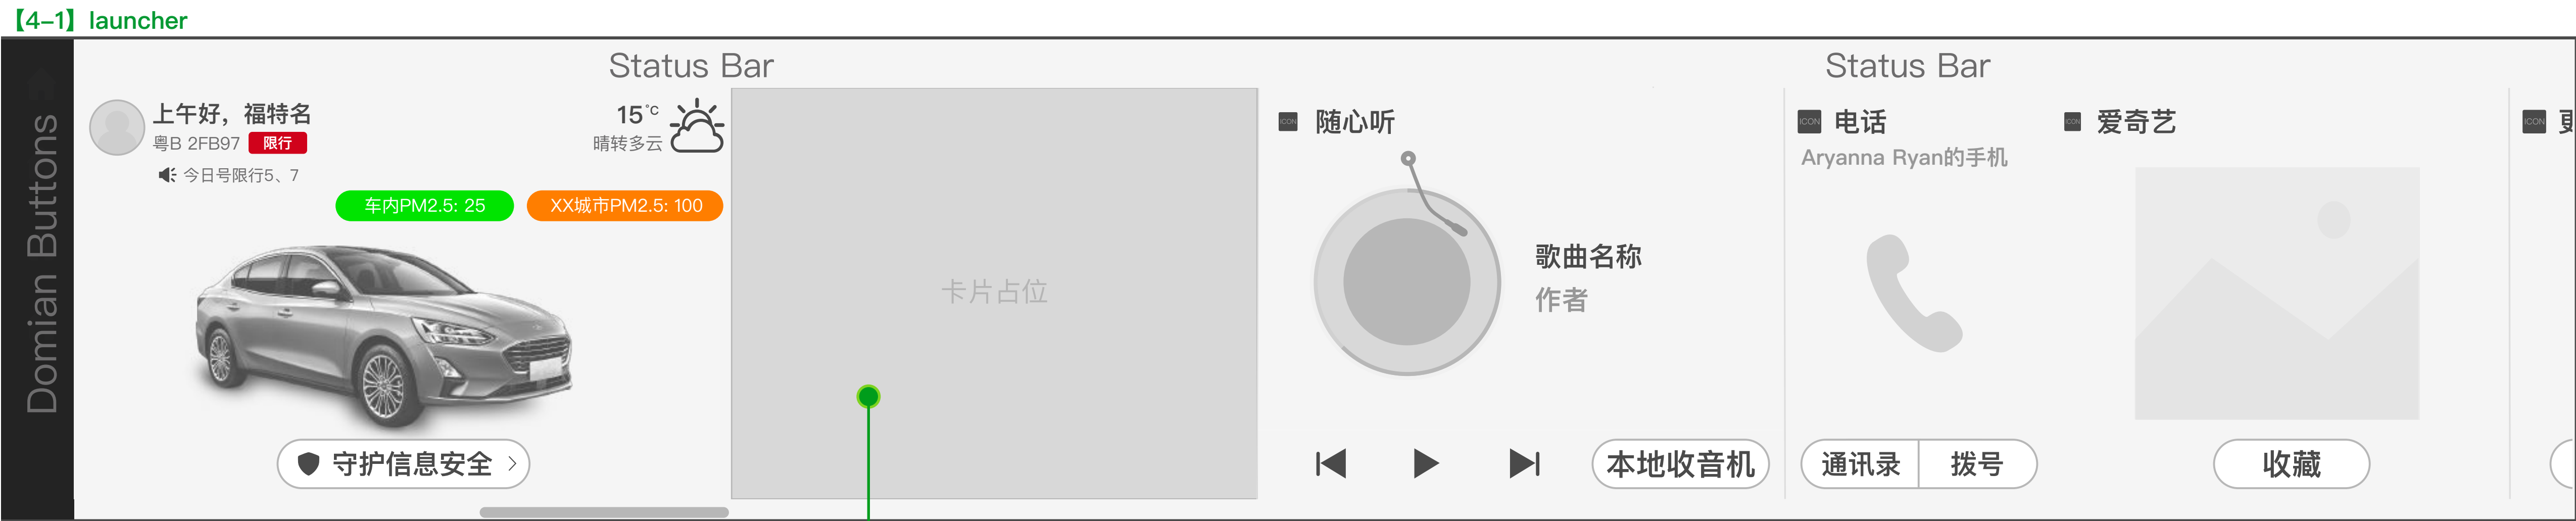 【4-1】launcher
Domian Buttons
Status Bar
Status Bar
上午好，福特名
粤B 2FB97 限行
今日号限行5、7
15℃
晴转多云
车内PM2.5: 25
XX城市PM2.5: 100
守护信息安全
卡片占位
ICON 随心听
歌曲名称
作者
本地收音机
ICON 电话
Aryanna Ryan的手机
通讯录 拨号
ICON 爱奇艺
收藏
ICON